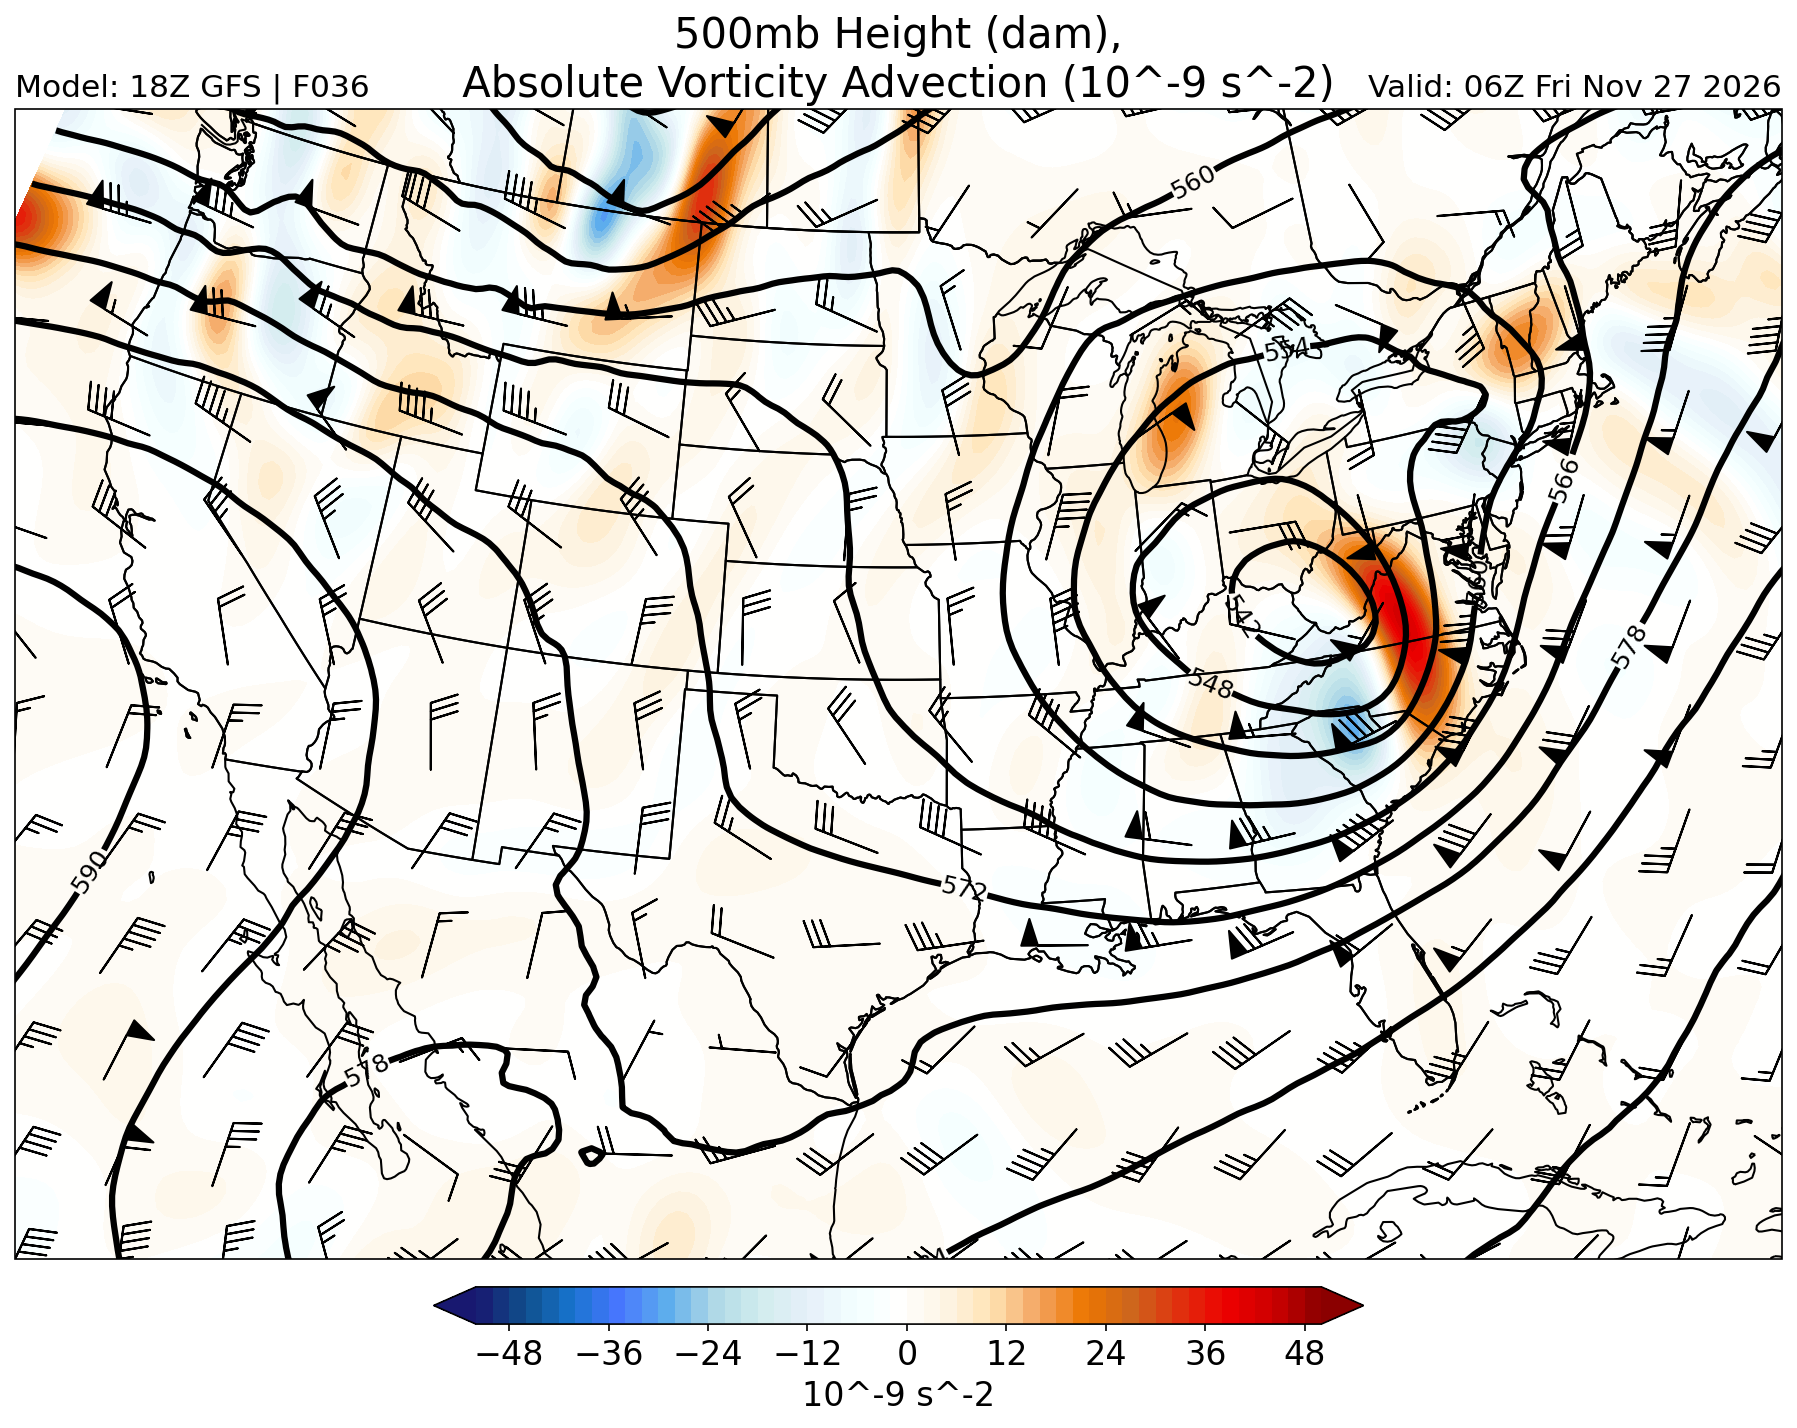 500mb Height (dam),
Absolute Vorticity Advection (10^-9 s^-2)
Model: 18Z GFS | F036
Valid: 06Z Fri Nov 27 2026
560
554
566
560
542
548
578
590
572
578
−48 −36 −24 −12 0 12 24 36 48
10^-9 s^-2